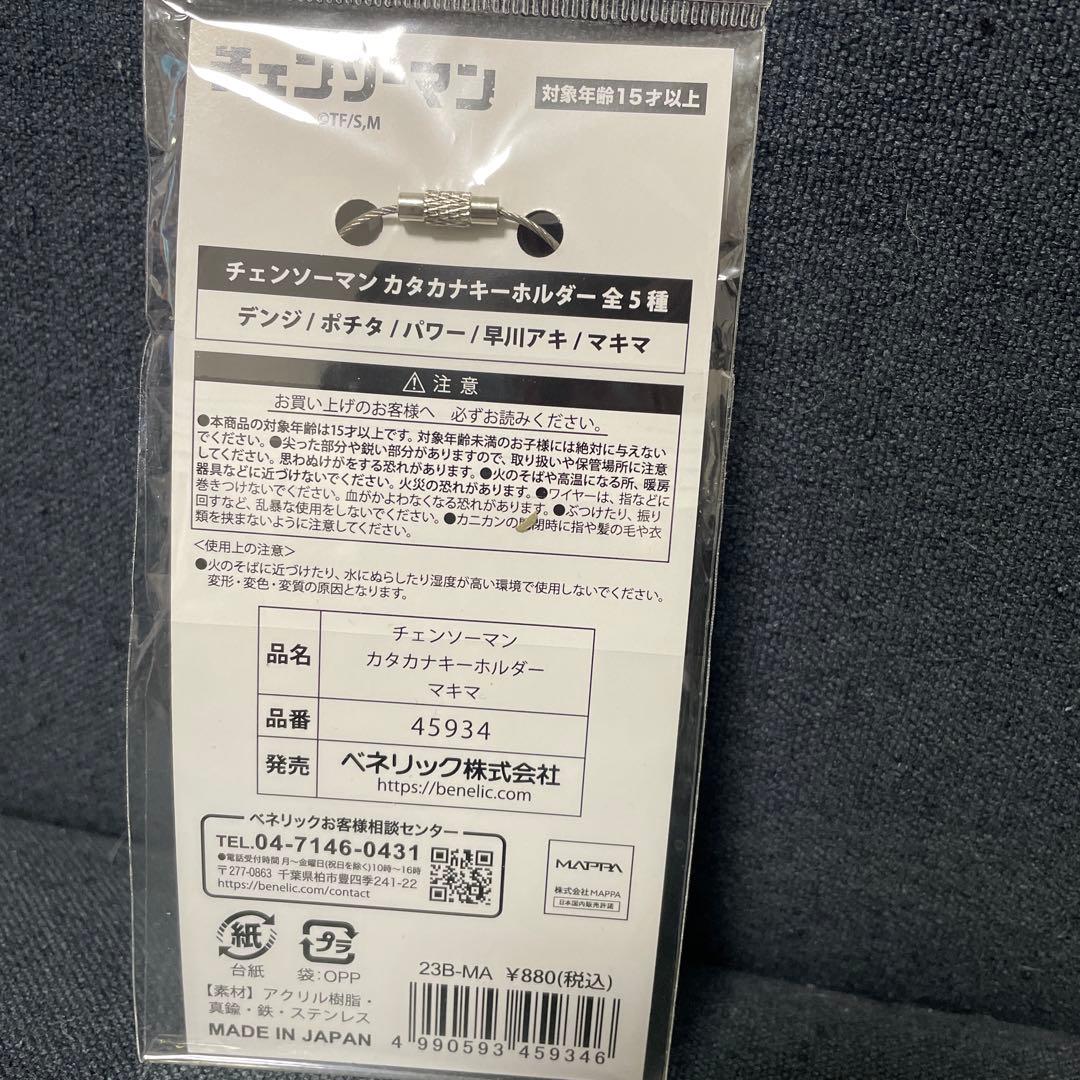 チェンソーマン
対象年齢15才以上
©TF/S,M
チェンソーマン カタカナキーホルダー 全5種
デンジ/ポチタ/パワー/早川アキ/マキマ
⚠注意
お買い上げのお客様へ 必ずお読みください。
●本商品の対象年齢は15才以上です。対象年齢未満のお子様には絶対に与えない
でください。●尖った部分や鋭い部分がありますので、取り扱いや保管場所に注意
してください。思わぬけがをする恐れがあります。●火のそばや高温になる所、暖房
器具などに近づけないでください。火災の恐れがあります。●ワイヤーは、指などに
巻きつけないでください。血がかよわなくなる恐れがあります。●ぶつけたり、振り
回すなど、乱暴な使用をしないでください。●カニカンの開閉時に指や髪の毛や衣
類を挟まないように注意してください。
<使用上の注意>
●火のそばに近づけたり、水にぬらしたり湿度が高い環境で使用しないでください。
変形・変色・変質の原因となります。
品名 チェンソーマン
カタカナキーホルダー
マキマ
品番 45934
発売 ベネリック株式会社
https://benelic.com
ベネリックお客様相談センター
TEL.04-7146-0431
●電話受付時間 月〜金曜日(祝日を除く)10時〜16時
〒277-0863 千葉県柏市豊四季241-22
https://benelic.com/contact
MAPPA
株式会社MAPPA
日本国内販売許諾
紙
台紙
プラ
袋:OPP
23B-MA ¥880(税込)
【素材】アクリル樹脂・
真鍮・鉄・ステンレス
MADE IN JAPAN
4 990593 459346